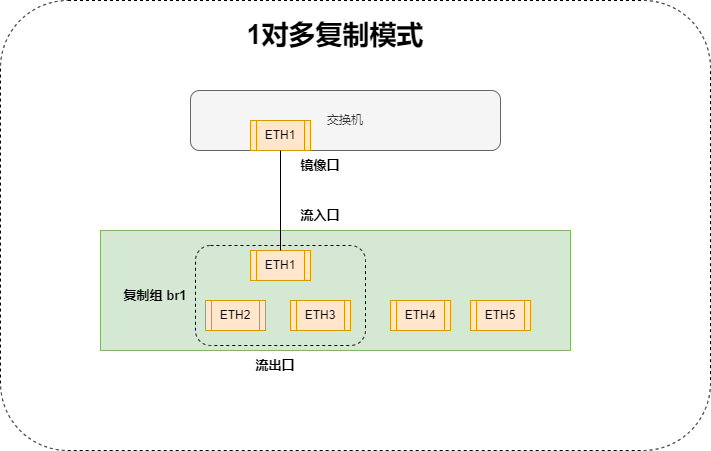 1对多复制模式
交换机
ETH1
镜像口
流入口
ETH1
复制组 br1
ETH2
ETH3
ETH4
ETH5
流出口